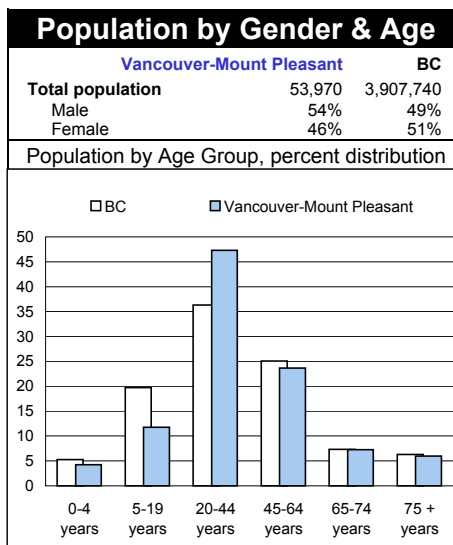 Population by Gender & Age
Vancouver-Mount Pleasant BC
Total population 53,970 3,907,740
Male 54% 49%
Female 46% 51%
Population by Age Group, percent distribution
BC Vancouver-Mount Pleasant
50
45
40
35
30
25
20
15
10
5
0
0-4 5-19 20-44 45-64 65-74 75 +
years years years years years years